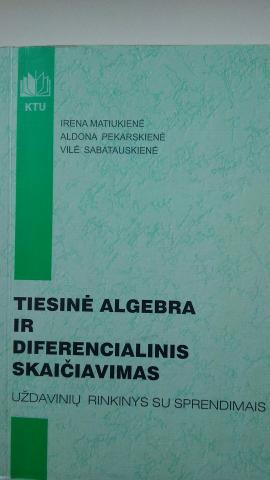 KTU
IRENA MATIUKIENĖ
ALDONA PEKARSKIENĖ
VILĖ SABATAUSKIENĖ
TIESINĖ ALGEBRA
IR
DIFERENCIALINIS
SKAIČIAVIMAS
UŽDAVINIŲ RINKINYS SU SPRENDIMAIS